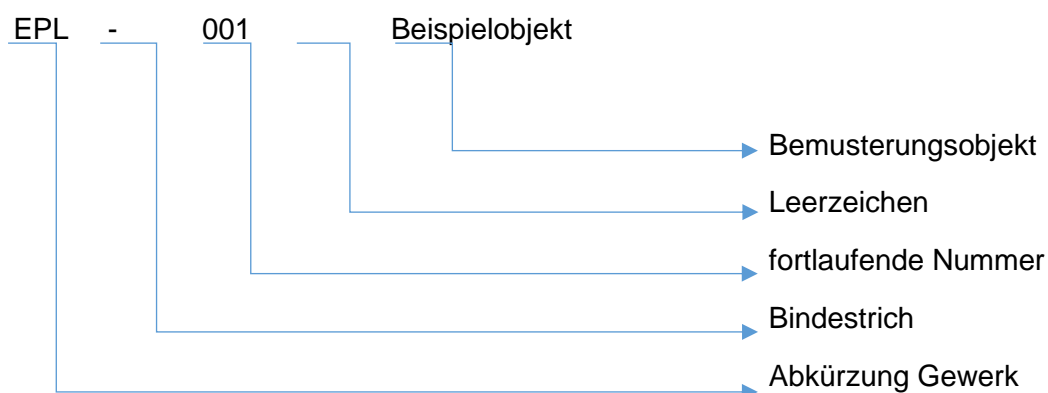 EPL - 001 Beispielobjekt
Bemusterungsobjekt
Leerzeichen
fortlaufende Nummer
Bindestrich
Abkürzung Gewerk